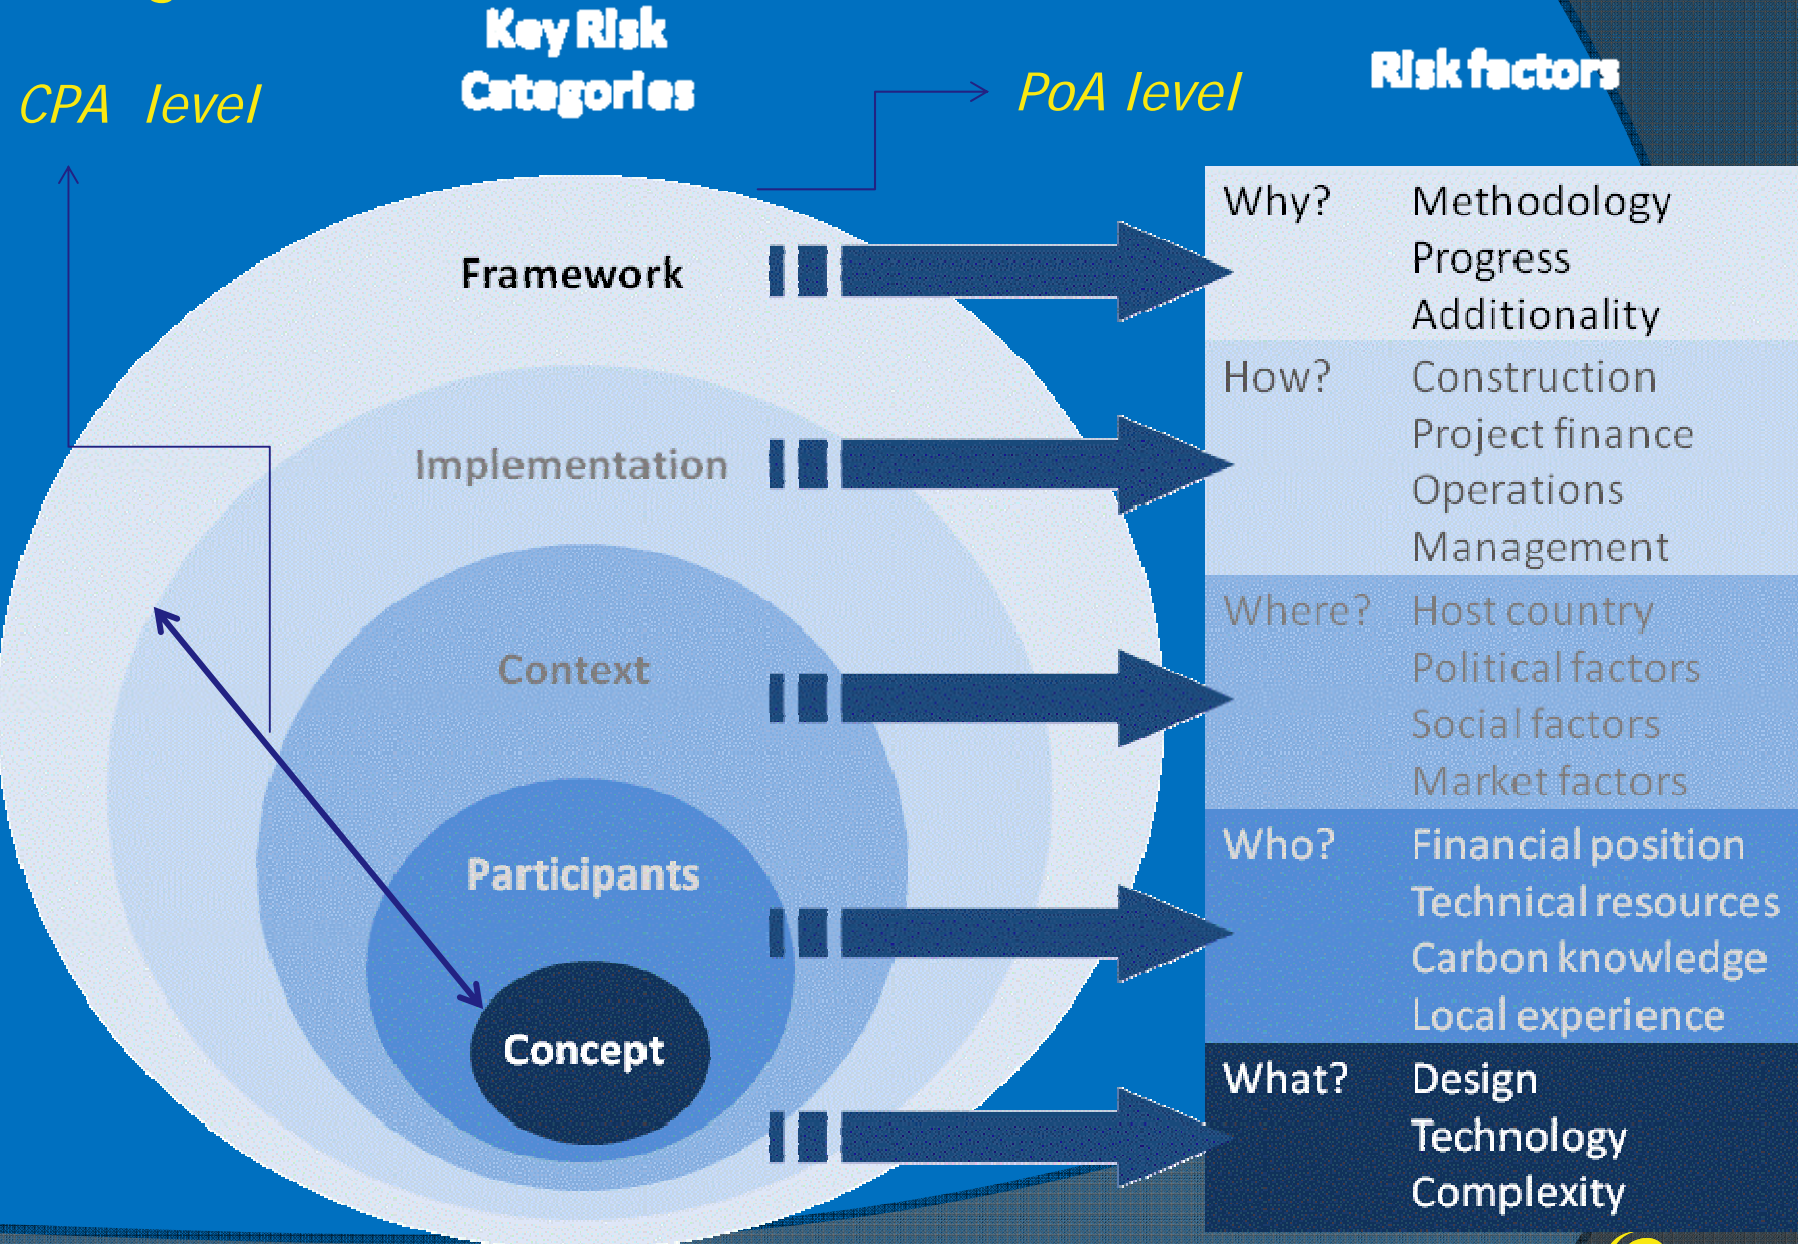 Key Risk
Categories
CPA level
PoA level
Risk factors
Framework
Implementation
Context
Participants
Concept
Why? Methodology
Progress
Additionality
How? Construction
Project finance
Operations
Management
Where? Host country
Political factors
Social factors
Market factors
Who? Financial position
Technical resources
Carbon knowledge
Local experience
What? Design
Technology
Complexity